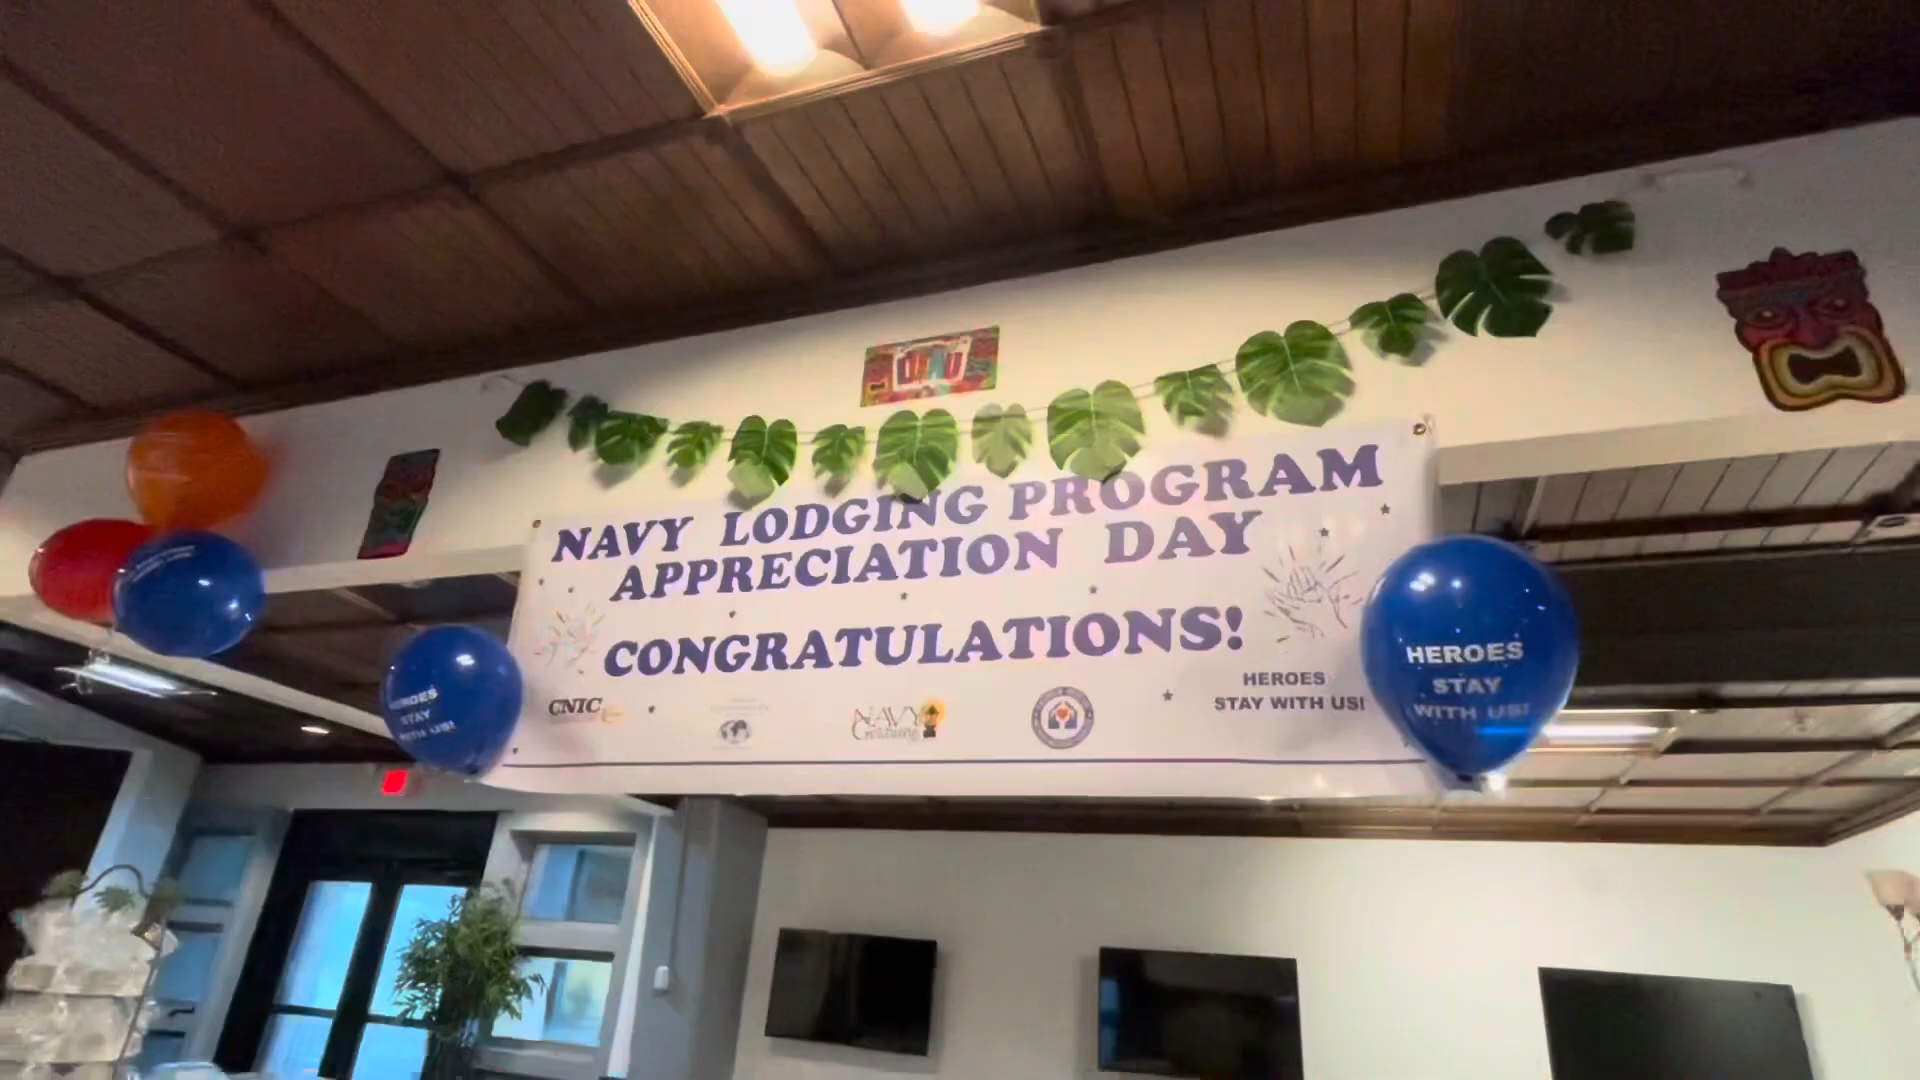 NAVY LODGING PROGRAM
APPRECIATION DAY
CONGRATULATIONS!
CNIC
NAVY
HEROES
STAY WITH US!
HEROES
STAY
WITH US!
HEROES
STAY
WITH US!